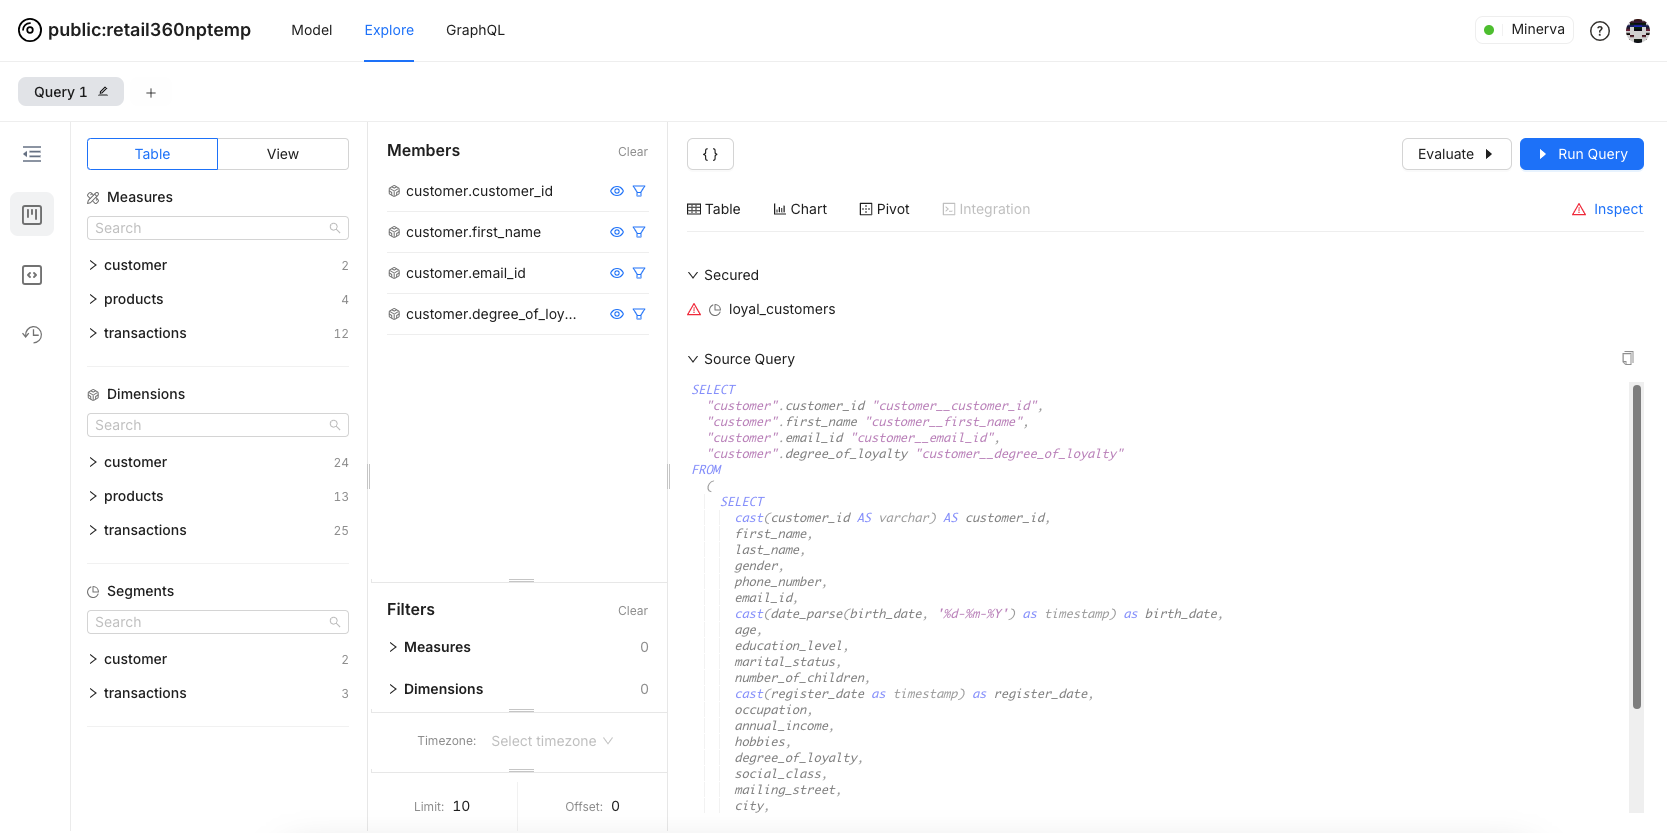 public:retail360nptemp
Model
Explore
GraphQL
Minerva
Query 1
Table
View
Measures
Search
customer 2
products 4
transactions 12
Dimensions
Search
customer 24
products 13
transactions 25
Segments
Search
customer 2
transactions 3
Members
Clear
customer.customer_id
customer.first_name
customer.email_id
customer.degree_of_loy...
Filters
Clear
Measures 0
Dimensions 0
Timezone: Select timezone
Limit: 10
Offset: 0
{ }
Evaluate
Run Query
Table
Chart
Pivot
Integration
Inspect
Secured
loyal_customers
Source Query
SELECT
"customer".customer_id "customer__customer_id",
"customer".first_name "customer__first_name",
"customer".email_id "customer__email_id",
"customer".degree_of_loyalty "customer__degree_of_loyalty"
FROM
(
SELECT
cast(customer_id AS varchar) AS customer_id,
first_name,
last_name,
gender,
phone_number,
email_id,
cast(date_parse(birth_date, '%d-%m-%Y') as timestamp) as birth_date,
age,
education_level,
marital_status,
number_of_children,
cast(register_date as timestamp) as register_date,
occupation,
annual_income,
hobbies,
degree_of_loyalty,
social_class,
mailing_street,
city,